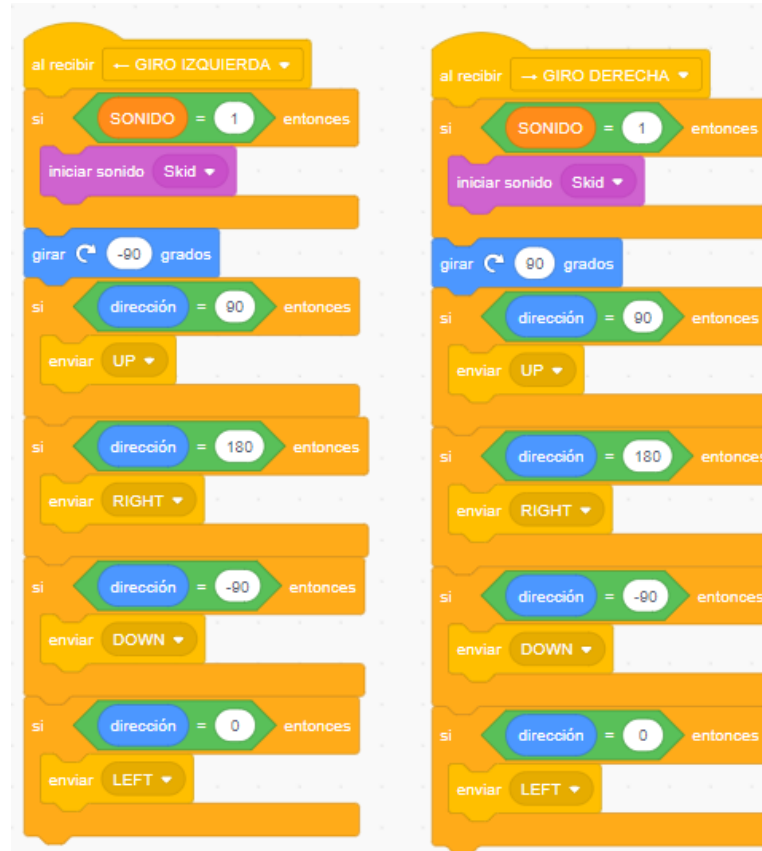 al recibir ← GIRO IZQUIERDA
si SONIDO = 1 entonces
iniciar sonido Skid
girar -90 grados
si dirección = 90 entonces
enviar UP
si dirección = 180 entonces
enviar RIGHT
si dirección = -90 entonces
enviar DOWN
si dirección = 0 entonces
enviar LEFT
al recibir → GIRO DERECHA
si SONIDO = 1 entonces
iniciar sonido Skid
girar 90 grados
si dirección = 90 entonces
enviar UP
si dirección = 180 entonces
enviar RIGHT
si dirección = -90 entonces
enviar DOWN
si dirección = 0 entonces
enviar LEFT